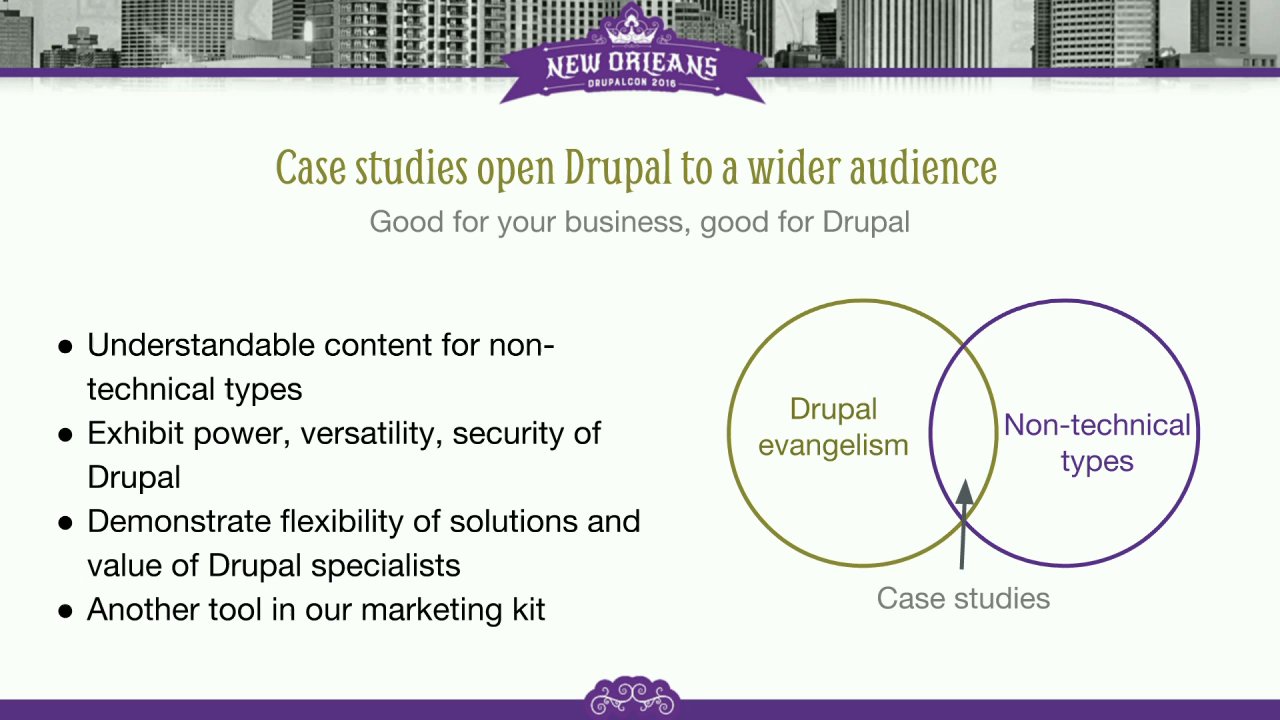 NEW ORLEANS
DRUPALCON 2016
Case studies open Drupal to a wider audience
Good for your business, good for Drupal
● Understandable content for non-
technical types
● Exhibit power, versatility, security of
Drupal
● Demonstrate flexibility of solutions and
value of Drupal specialists
● Another tool in our marketing kit
Drupal
evangelism
Non-technical
types
Case studies